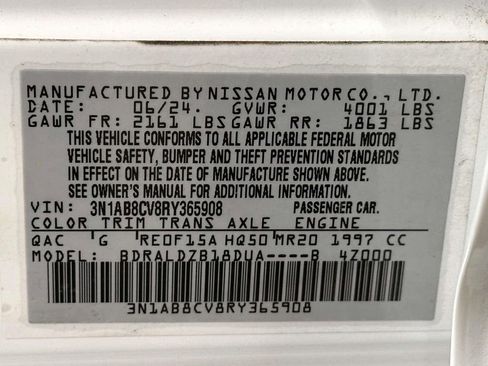 MANUFACTURED BY NISSAN MOTOR CO., LTD.
DATE: 06/24. GVWR: 4001 LBS
GAWR FR: 2161 LBS GAWR RR: 1863 LBS
THIS VEHICLE CONFORMS TO ALL APPLICABLE FEDERAL MOTOR
VEHICLE SAFETY, BUMPER AND THEFT PREVENTION STANDARDS
IN EFFECT ON THE DATE OF MANUFACTURE SHOWN ABOVE.
SEE OWNER'S MANUAL FOR ADDITIONAL INFORMATION.
VIN: 3N1AB8CV8RY365908 PASSENGER CAR.
COLOR TRIM TRANS AXLE ENGINE
QAC G RE0F15A HQ50 MR20 1997 CC
MODEL: BDRALDZB18DUA----B 4Z000
3N1AB8CV8RY365908